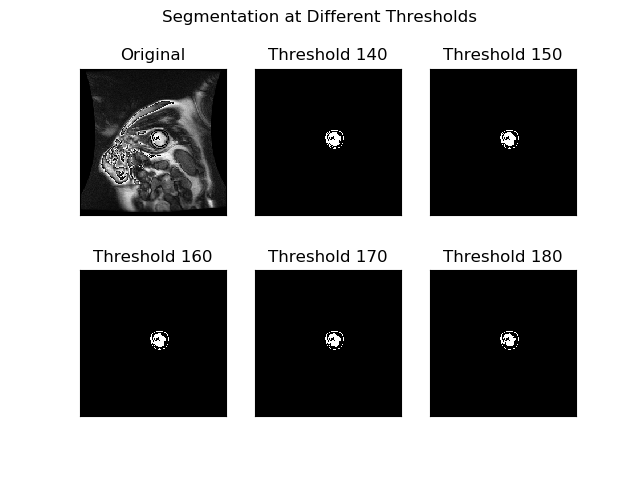 Segmentation at Different Thresholds
Original
Threshold 140
Threshold 150
Threshold 160
Threshold 170
Threshold 180